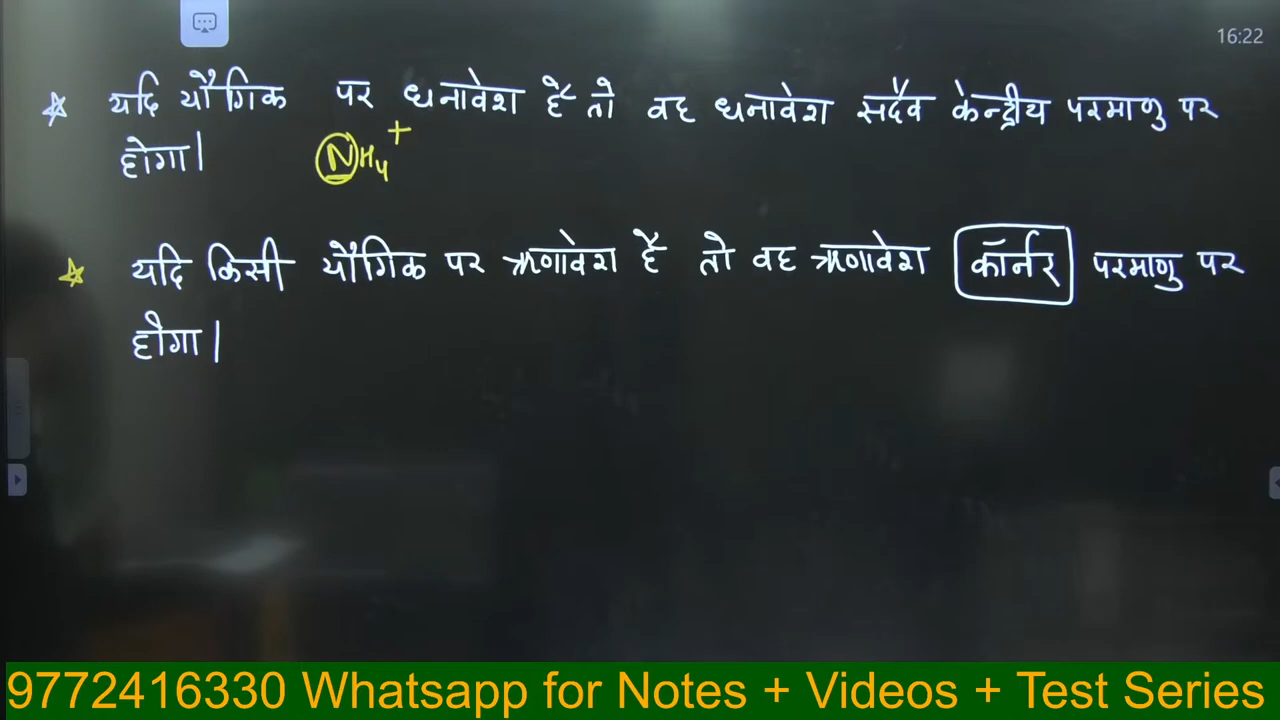 16:22
☆ यदि यौगिक पर धनावेश है तो वह धनावेश सदैव केन्द्रीय परमाणु पर
होगा। NH₄⁺
☆ यदि किसी यौगिक पर ऋणावेश है तो वह ऋणावेश कॉर्नर परमाणु पर
होगा।
9772416330 Whatsapp for Notes + Videos + Test Series